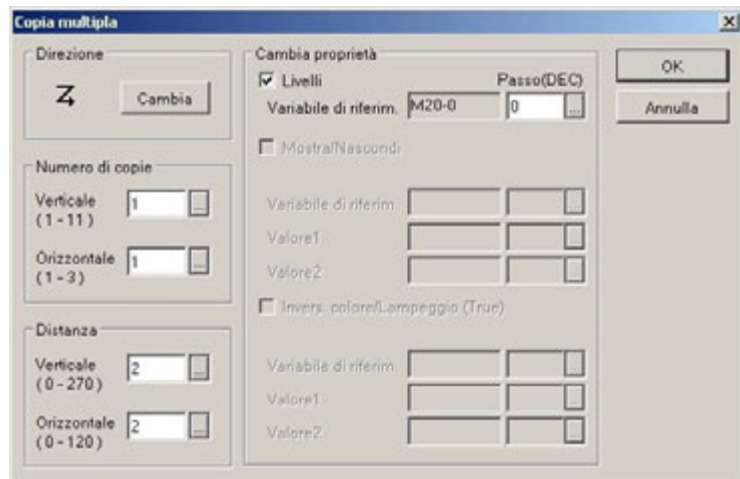 Copia multipla
Direzione
Cambia
Numero di copie
Verticale
(1-11)
1
...
Orizzontale
(1-3)
1
...
Distanza
Verticale
(0-270)
2
...
Orizzontale
(0-120)
2
...
Cambia proprietà
Livelli
Passo(DEC)
Variabile di riferim.
M20-0
0
...
Mostra/Nascondi
Variabile di riferim.
...
Valore1
...
Valore2
...
Invers. colore/Lampeggio (True)
Variabile di riferim.
...
Valore1
...
Valore2
...
OK
Annulla